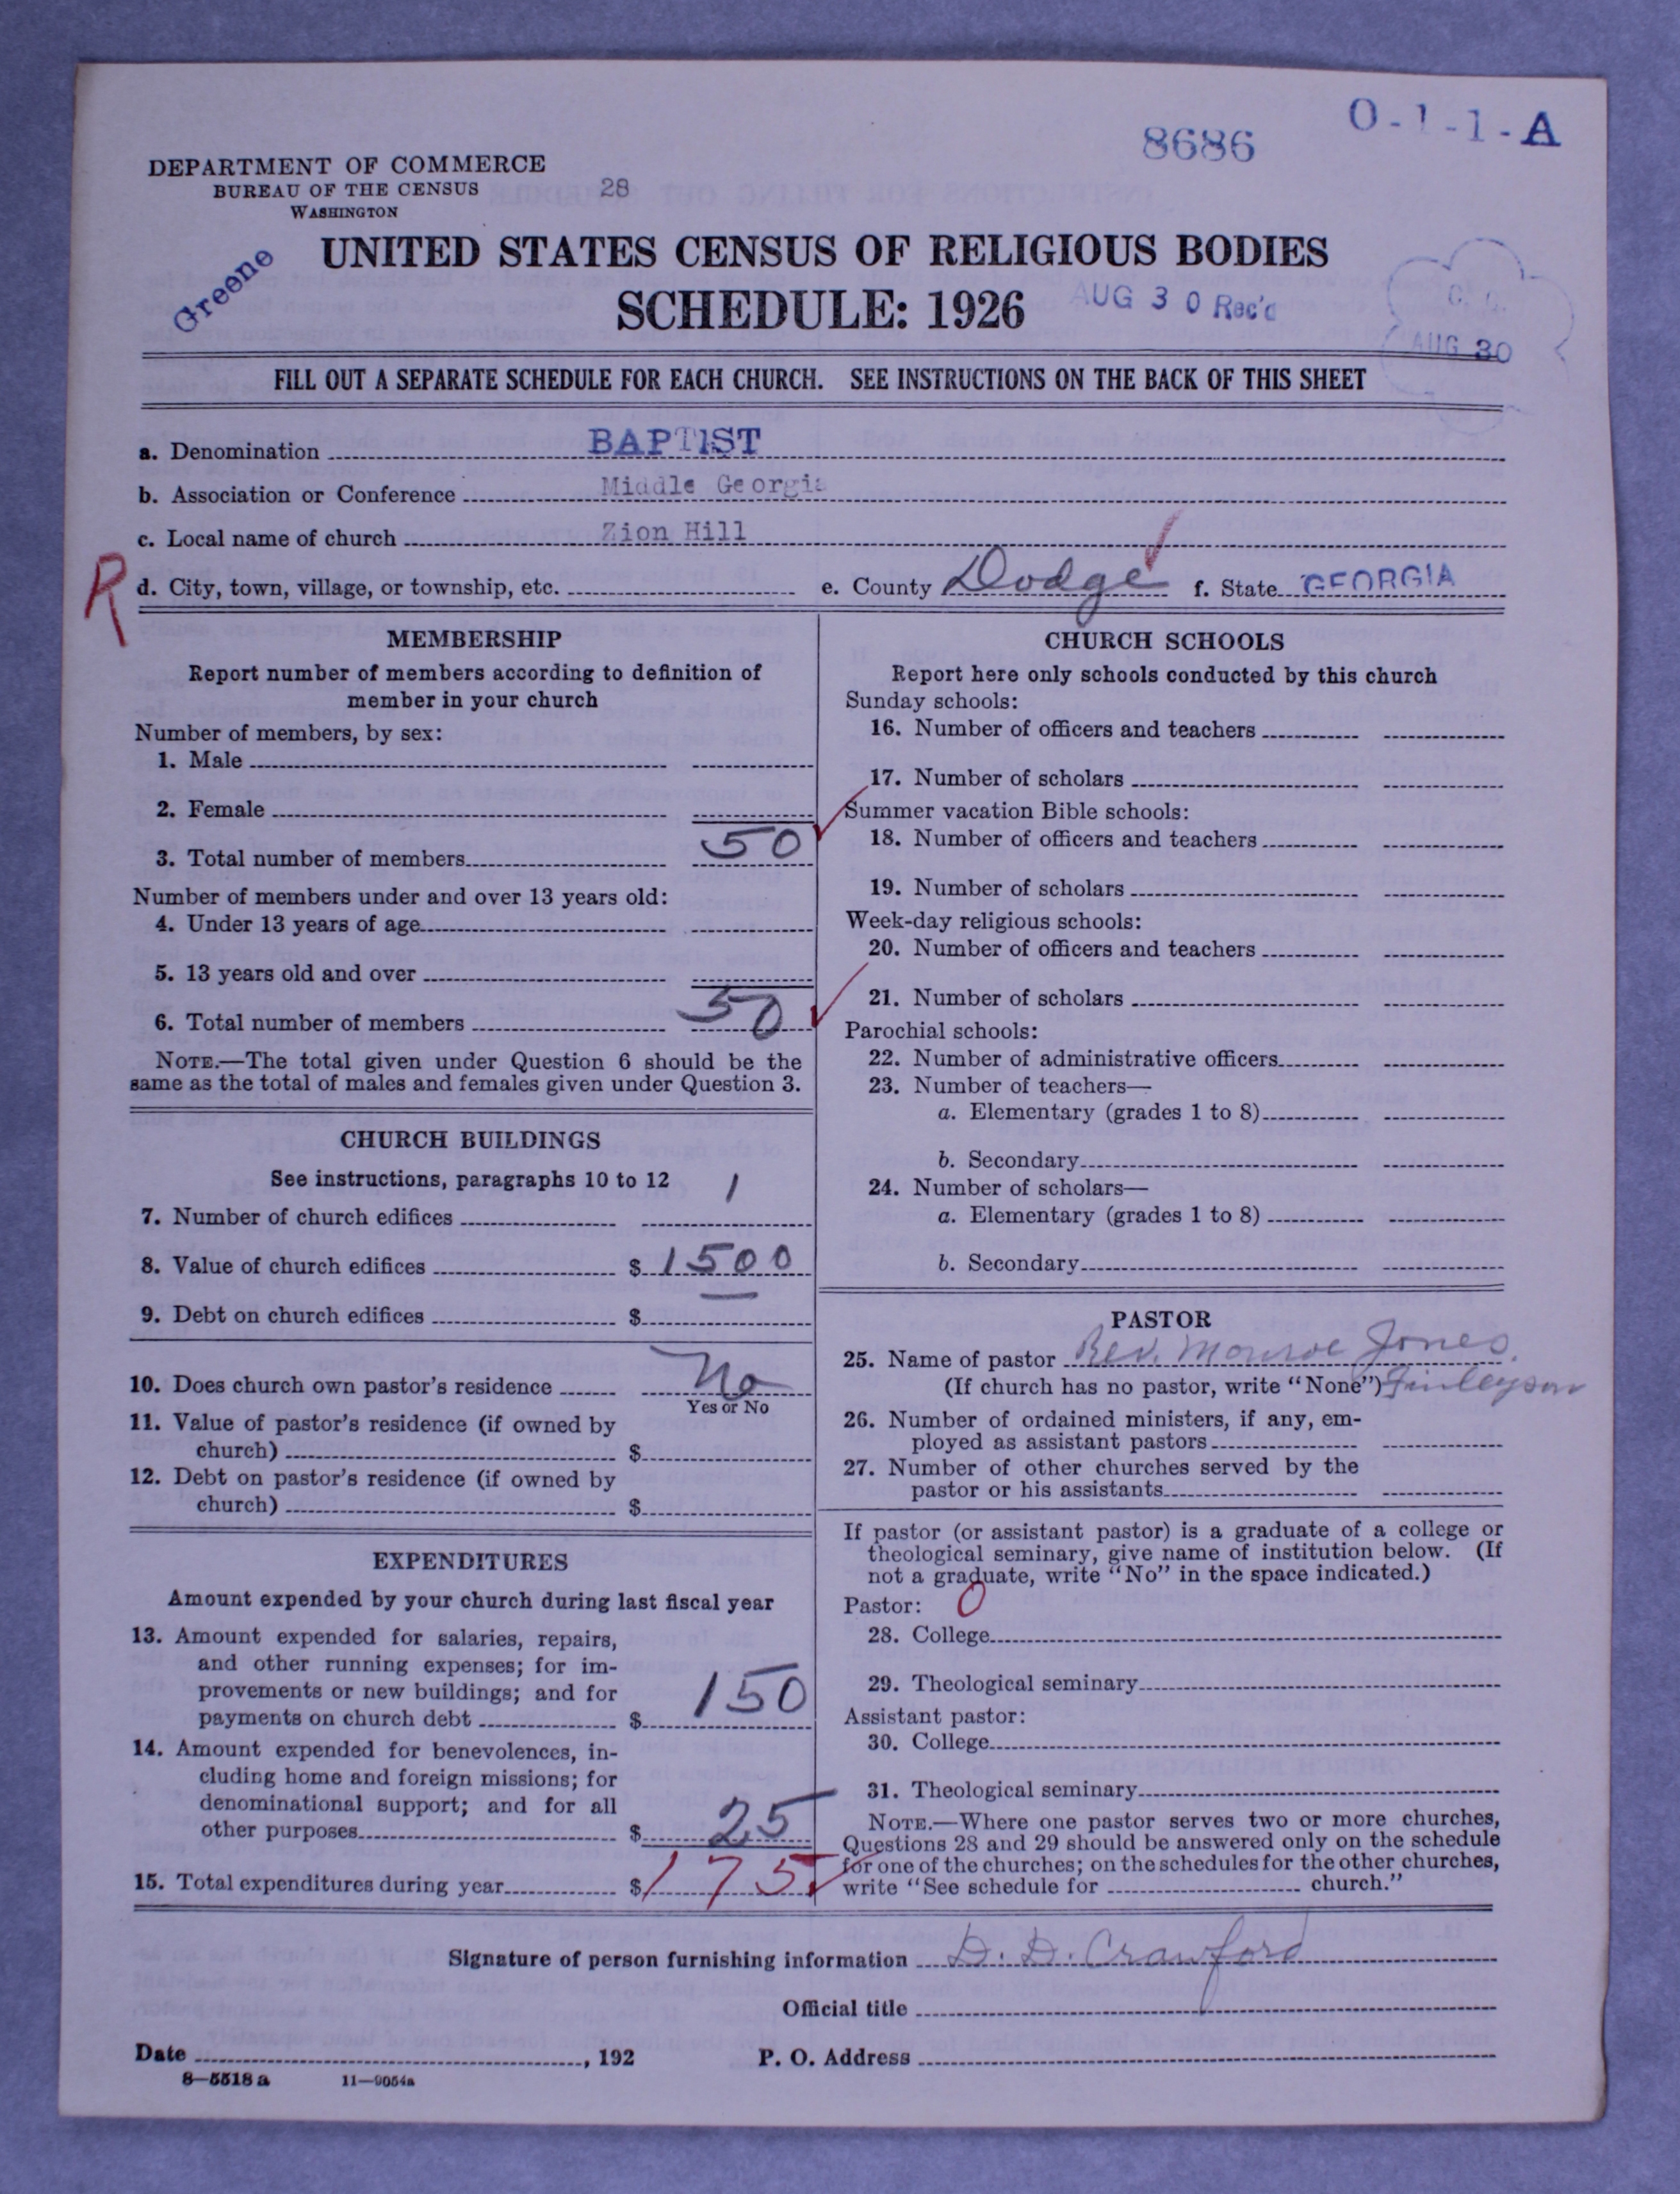 8686
O-1-1-A
DEPARTMENT OF COMMERCE
BUREAU OF THE CENSUS
WASHINGTON
28
Greene
UNITED STATES CENSUS OF RELIGIOUS BODIES
SCHEDULE: 1926
AUG 30 Rec'd
AUG 30
FILL OUT A SEPARATE SCHEDULE FOR EACH CHURCH. SEE INSTRUCTIONS ON THE BACK OF THIS SHEET
a. Denomination BAPTIST
b. Association or Conference Middle Georgia
c. Local name of church Zion Hill
R
d. City, town, village, or township, etc. e. County Dodge f. State GEORGIA
MEMBERSHIP
Report number of members according to definition of
member in your church
Number of members, by sex:
1. Male
2. Female
3. Total number of members 50
Number of members under and over 13 years old:
4. Under 13 years of age
5. 13 years old and over
6. Total number of members 50
NOTE.—The total given under Question 6 should be the
same as the total of males and females given under Question 3.
CHURCH BUILDINGS
See instructions, paragraphs 10 to 12
7. Number of church edifices 1
8. Value of church edifices $ 1500
9. Debt on church edifices $ —
10. Does church own pastor's residence No
Yes or No
11. Value of pastor's residence (if owned by
church) $
12. Debt on pastor's residence (if owned by
church) $
EXPENDITURES
Amount expended by your church during last fiscal year
13. Amount expended for salaries, repairs,
and other running expenses; for im-
provements or new buildings; and for
payments on church debt $ 150
14. Amount expended for benevolences, in-
cluding home and foreign missions; for
denominational support; and for all
other purposes $ 25
15. Total expenditures during year $ 175
CHURCH SCHOOLS
Report here only schools conducted by this church
Sunday schools:
16. Number of officers and teachers
17. Number of scholars
Summer vacation Bible schools:
18. Number of officers and teachers
19. Number of scholars
Week-day religious schools:
20. Number of officers and teachers
21. Number of scholars
Parochial schools:
22. Number of administrative officers
23. Number of teachers—
a. Elementary (grades 1 to 8)
b. Secondary
24. Number of scholars—
a. Elementary (grades 1 to 8)
b. Secondary
PASTOR
25. Name of pastor Rev. Monroe Jones.
(If church has no pastor, write "None") Finleyson
26. Number of ordained ministers, if any, em-
ployed as assistant pastors
27. Number of other churches served by the
pastor or his assistants
If pastor (or assistant pastor) is a graduate of a college or
theological seminary, give name of institution below. (If
not a graduate, write "No" in the space indicated.)
Pastor: 0
28. College
29. Theological seminary
Assistant pastor:
30. College
31. Theological seminary
NOTE.—Where one pastor serves two or more churches,
Questions 28 and 29 should be answered only on the schedule
for one of the churches; on the schedules for the other churches,
write "See schedule for church."
Signature of person furnishing information D. D. Crawford
Official title
Date , 192 P. O. Address
8—5518 a 11—9054a